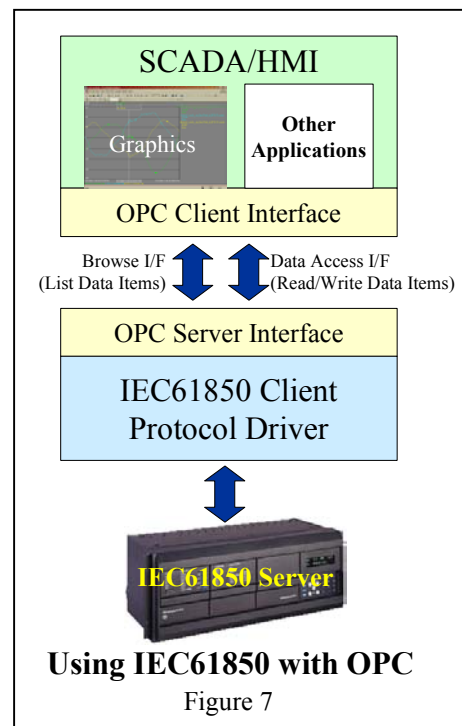 SCADA/HMI
Graphics
Other
Applications
OPC Client Interface
Browse I/F
(List Data Items)
Data Access I/F
(Read/Write Data Items)
OPC Server Interface
IEC61850 Client
Protocol Driver
IEC61850 Server
Using IEC61850 with OPC
Figure 7